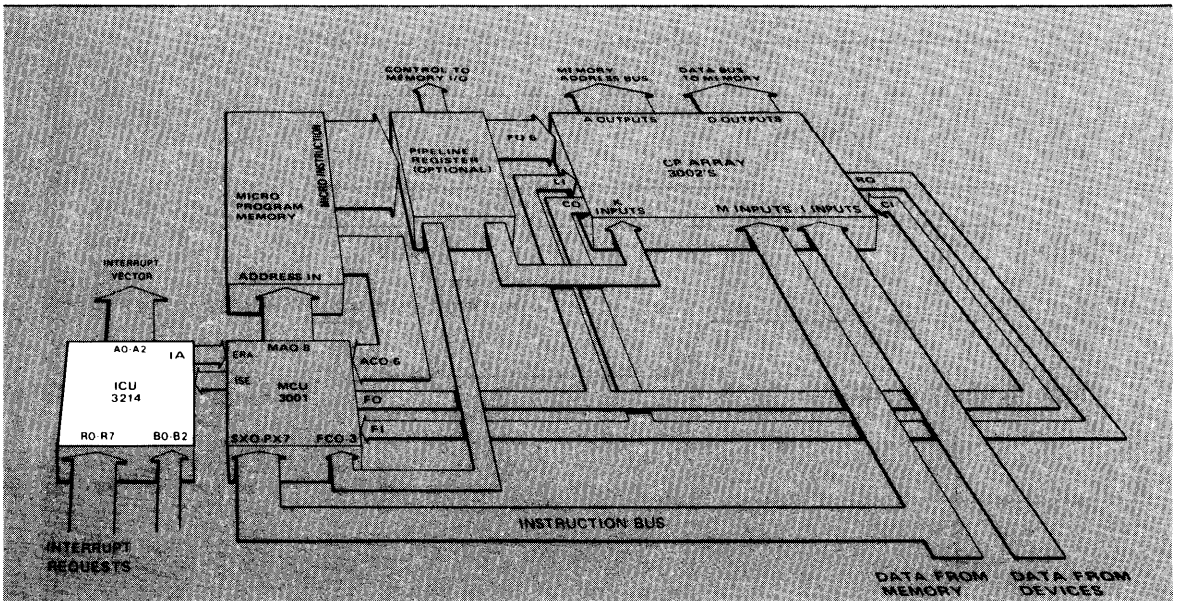 CONTROL TO
MEMORY I/O
MEMORY
ADDRESS BUS
DATA BUS
TO MEMORY
A OUTPUTS
D OUTPUTS
MICRO-INSTRUCTION
PIPELINE
REGISTER
(OPTIONAL)
CP ARRAY
3002'S
MICRO
PROGRAM
MEMORY
LI
CO
K
INPUTS
M INPUTS
I INPUTS
RO
CI
INTERRUPT
VECTOR
ADDRESS IN
A0-A2
IA
ERA
MA0-8
AC0-6
ISE
ICU
3214
MCU
3001
FO
FI
R0-R7
B0-B2
SX0-PX7
FC0-3
INSTRUCTION BUS
INTERRUPT
REQUESTS
DATA FROM
MEMORY
DATA FROM
DEVICES